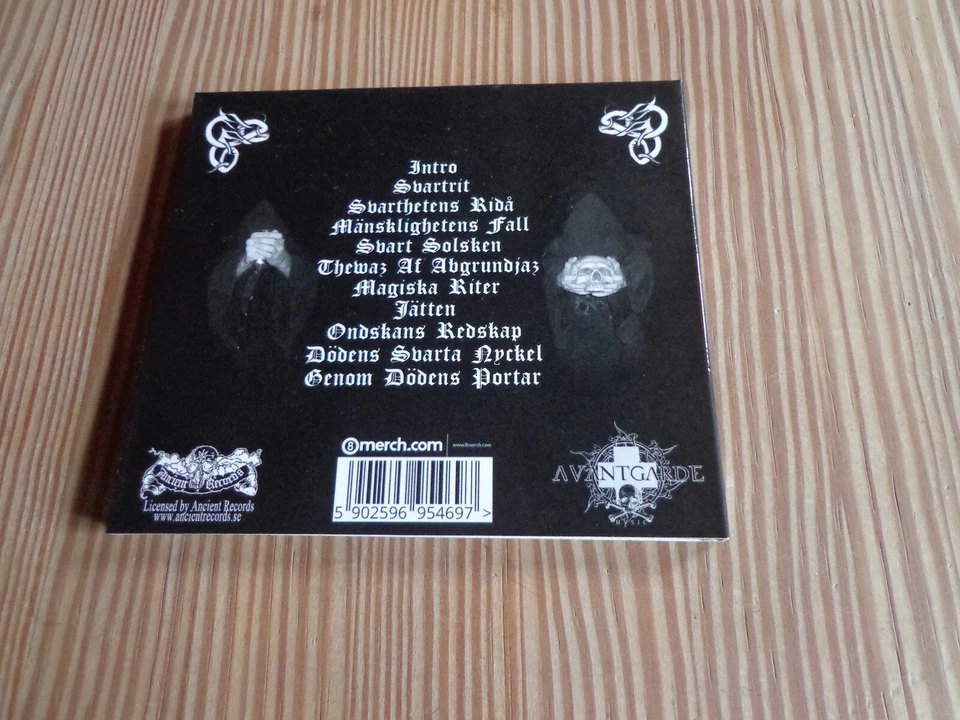 Intro
Svartrit
Svarthetens Ridå
Mänsklighetens Fall
Svart Solsken
Thewaz Af Abgrundjaz
Magiska Riter
Jätten
Ondskans Redskap
Dödens Svarta Nyckel
Genom Dödens Portar
8merch.com www.8merch.com
Ancient Records
Licensed by Ancient Records
www.ancientrecords.se
5 902596 954697 >
AVANTGARDE
MUSIC